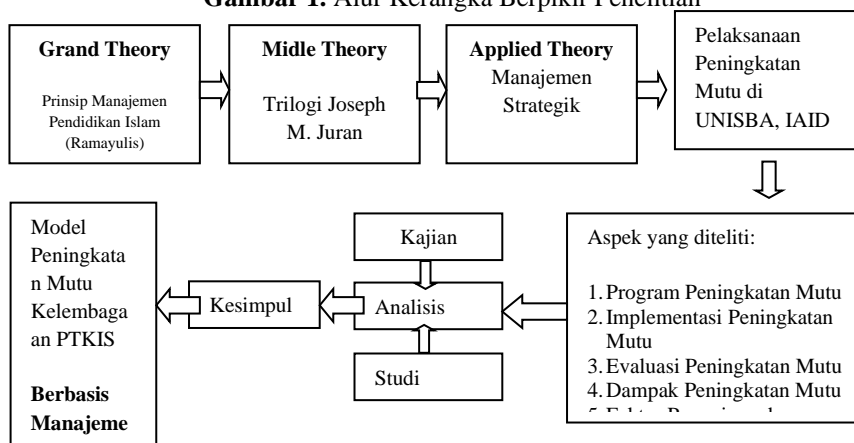 Gambar 1. Alur Kerangka Berpikir Penelitian
Grand Theory
Prinsip Manajemen
Pendidikan Islam
(Ramayulis)
Midle Theory
Trilogi Joseph
M. Juran
Applied Theory
Manajemen
Strategik
Pelaksanaan
Peningkatan
Mutu di
UNISBA, IAID
Aspek yang diteliti:
1. Program Peningkatan Mutu
2. Implementasi Peningkatan
Mutu
3. Evaluasi Peningkatan Mutu
4. Dampak Peningkatan Mutu
Kajian
Analisis
Studi
Kesimpul
Model
Peningkata
n Mutu
Kelembaga
an PTKIS
Berbasis
Manajeme